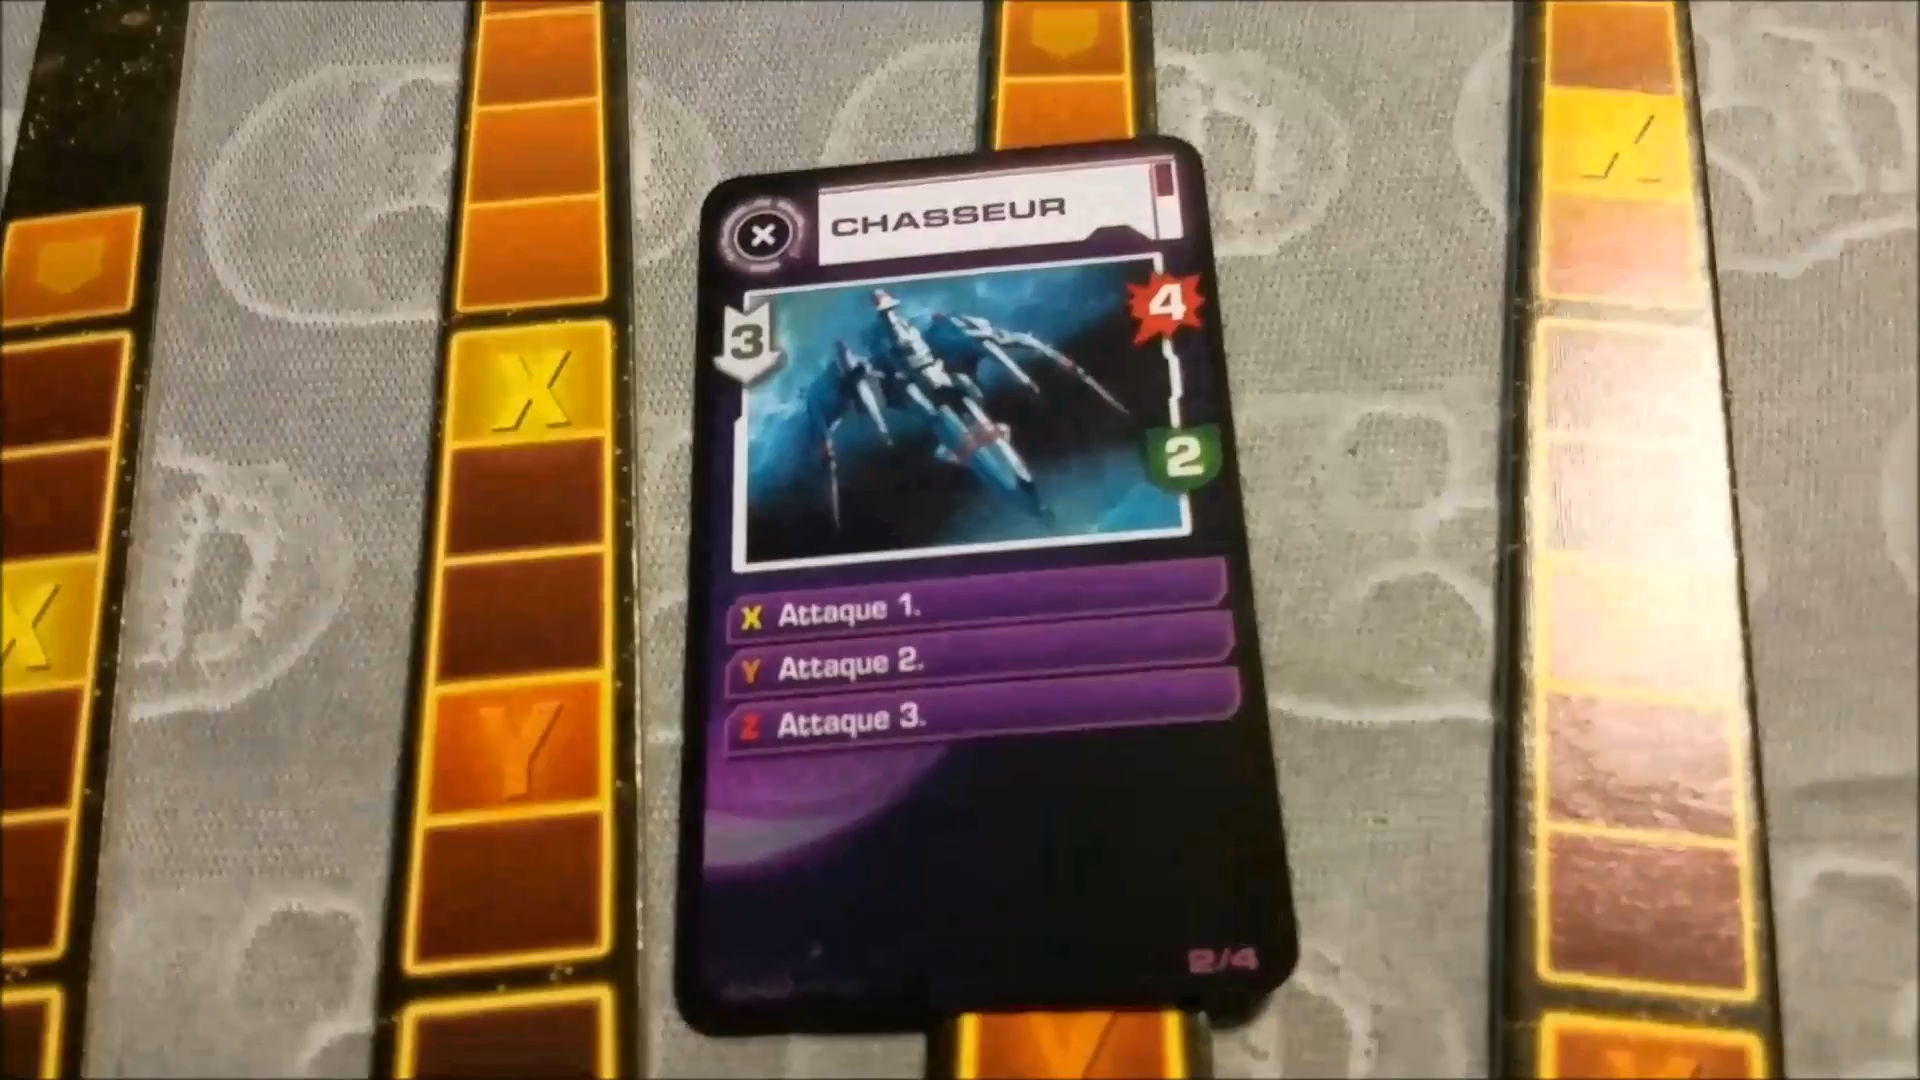 X
CHASSEUR
3
4
2
X Attaque 1.
Y Attaque 2.
Z Attaque 3.
2/4
X
Y
X
Y